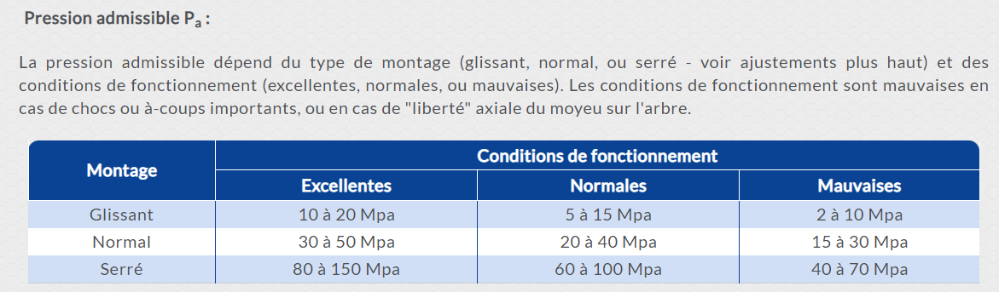 Pression admissible Pa :
La pression admissible dépend du type de montage (glissant, normal, ou serré - voir ajustements plus haut) et des
conditions de fonctionnement (excellentes, normales, ou mauvaises). Les conditions de fonctionnement sont mauvaises en
cas de chocs ou à-coups importants, ou en cas de "liberté" axiale du moyeu sur l'arbre.
Montage Conditions de fonctionnement
Excellentes Normales Mauvaises
Glissant 10 à 20 Mpa 5 à 15 Mpa 2 à 10 Mpa
Normal 30 à 50 Mpa 20 à 40 Mpa 15 à 30 Mpa
Serré 80 à 150 Mpa 60 à 100 Mpa 40 à 70 Mpa